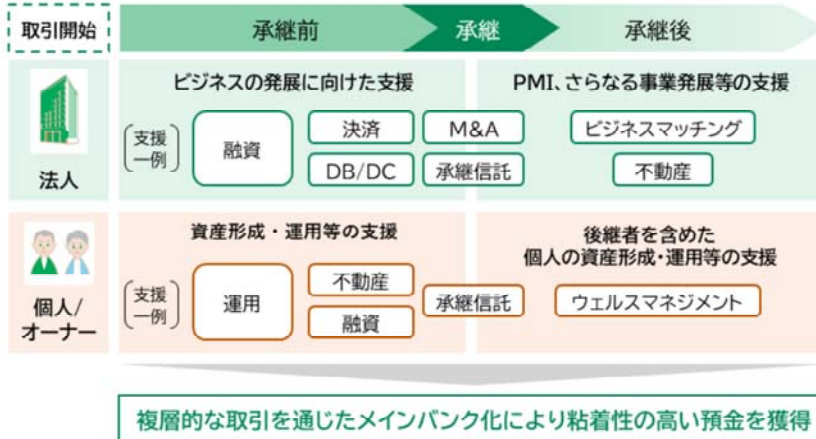 取引開始
承継前
承継
承継後
法人
ビジネスの発展に向けた支援
PMI、さらなる事業発展等の支援
支援
一例
融資
決済
M&A
DB/DC
承継信託
ビジネスマッチング
不動産
個人/
オーナー
資産形成・運用等の支援
後継者を含めた
個人の資産形成・運用等の支援
支援
一例
運用
不動産
融資
承継信託
ウェルスマネジメント
複層的な取引を通じたメインバンク化により粘着性の高い預金を獲得